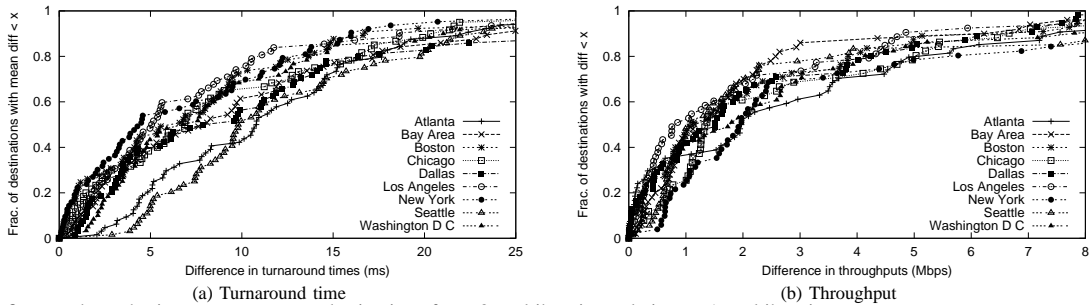 Frac. of destinations with mean diff < x
1
0.8
0.6
0.4
0.2
0
0
5
10
15
20
25
Atlanta
Bay Area
Boston
Chicago
Dallas
Los Angeles
New York
Seattle
Washington D C
Difference in turnaround times (ms)
(a) Turnaround time
Frac. of destinations with diff < x
1
0.8
0.6
0.4
0.2
0
0
1
2
3
4
5
6
7
8
Atlanta
Bay Area
Boston
Chicago
Dallas
Los Angeles
New York
Seattle
Washington D C
Difference in throughputs (Mbps)
(b) Throughput